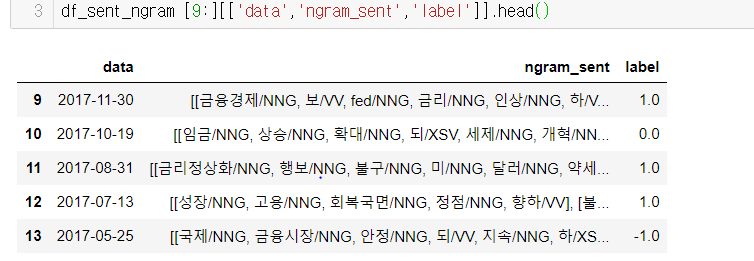 3 df_sent_ngram [9:][['data','ngram_sent','label']].head()
data ngram_sent label
9 2017-11-30 [[금융경제/NNG, 보/VV, fed/NNG, 금리/NNG, 인상/NNG, 하/V... 1.0
10 2017-10-19 [[임금/NNG, 상승/NNG, 확대/NNG, 되/XSV, 세제/NNG, 개혁/NN... 0.0
11 2017-08-31 [[금리정상화/NNG, 행보/NNG, 불구/NNG, 미/NNG, 달러/NNG, 약세... 1.0
12 2017-07-13 [[성장/NNG, 고용/NNG, 회복국면/NNG, 정점/NNG, 향하/VV], [불... 1.0
13 2017-05-25 [[국제/NNG, 금융시장/NNG, 안정/NNG, 되/VV, 지속/NNG, 하/XS... -1.0